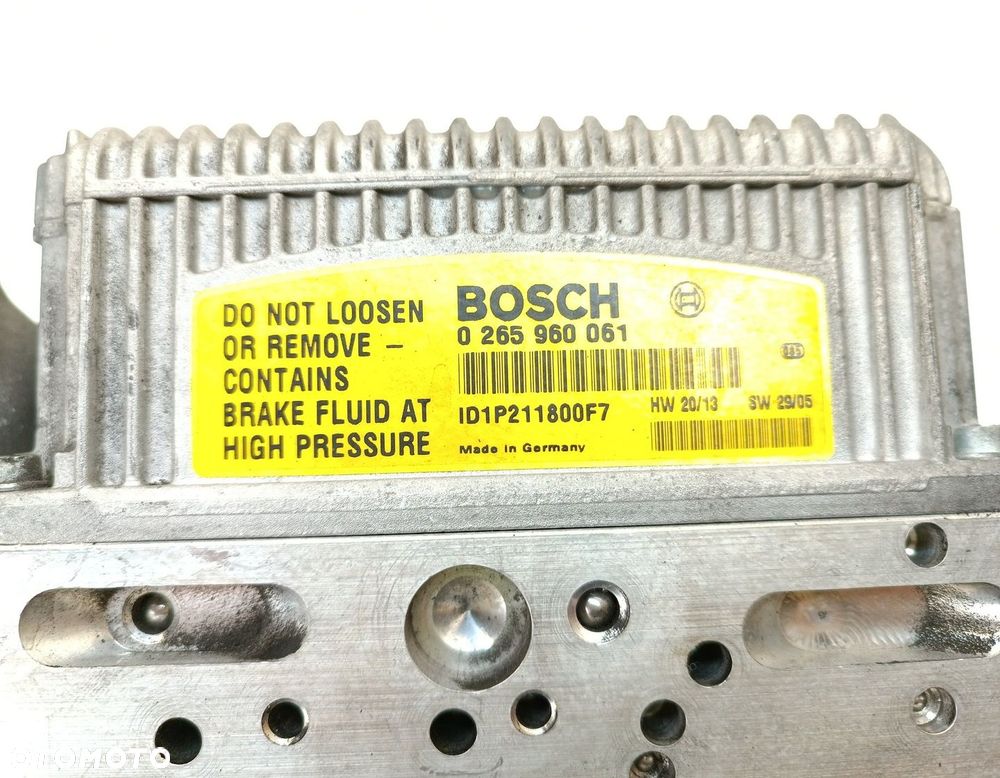 DO NOT LOOSEN
OR REMOVE –
CONTAINS
BRAKE FLUID AT
HIGH PRESSURE
BOSCH
0 265 960 061
ID1P211800F7
HW 20/13 SW 29/05
Made in Germany
OTOMOTO